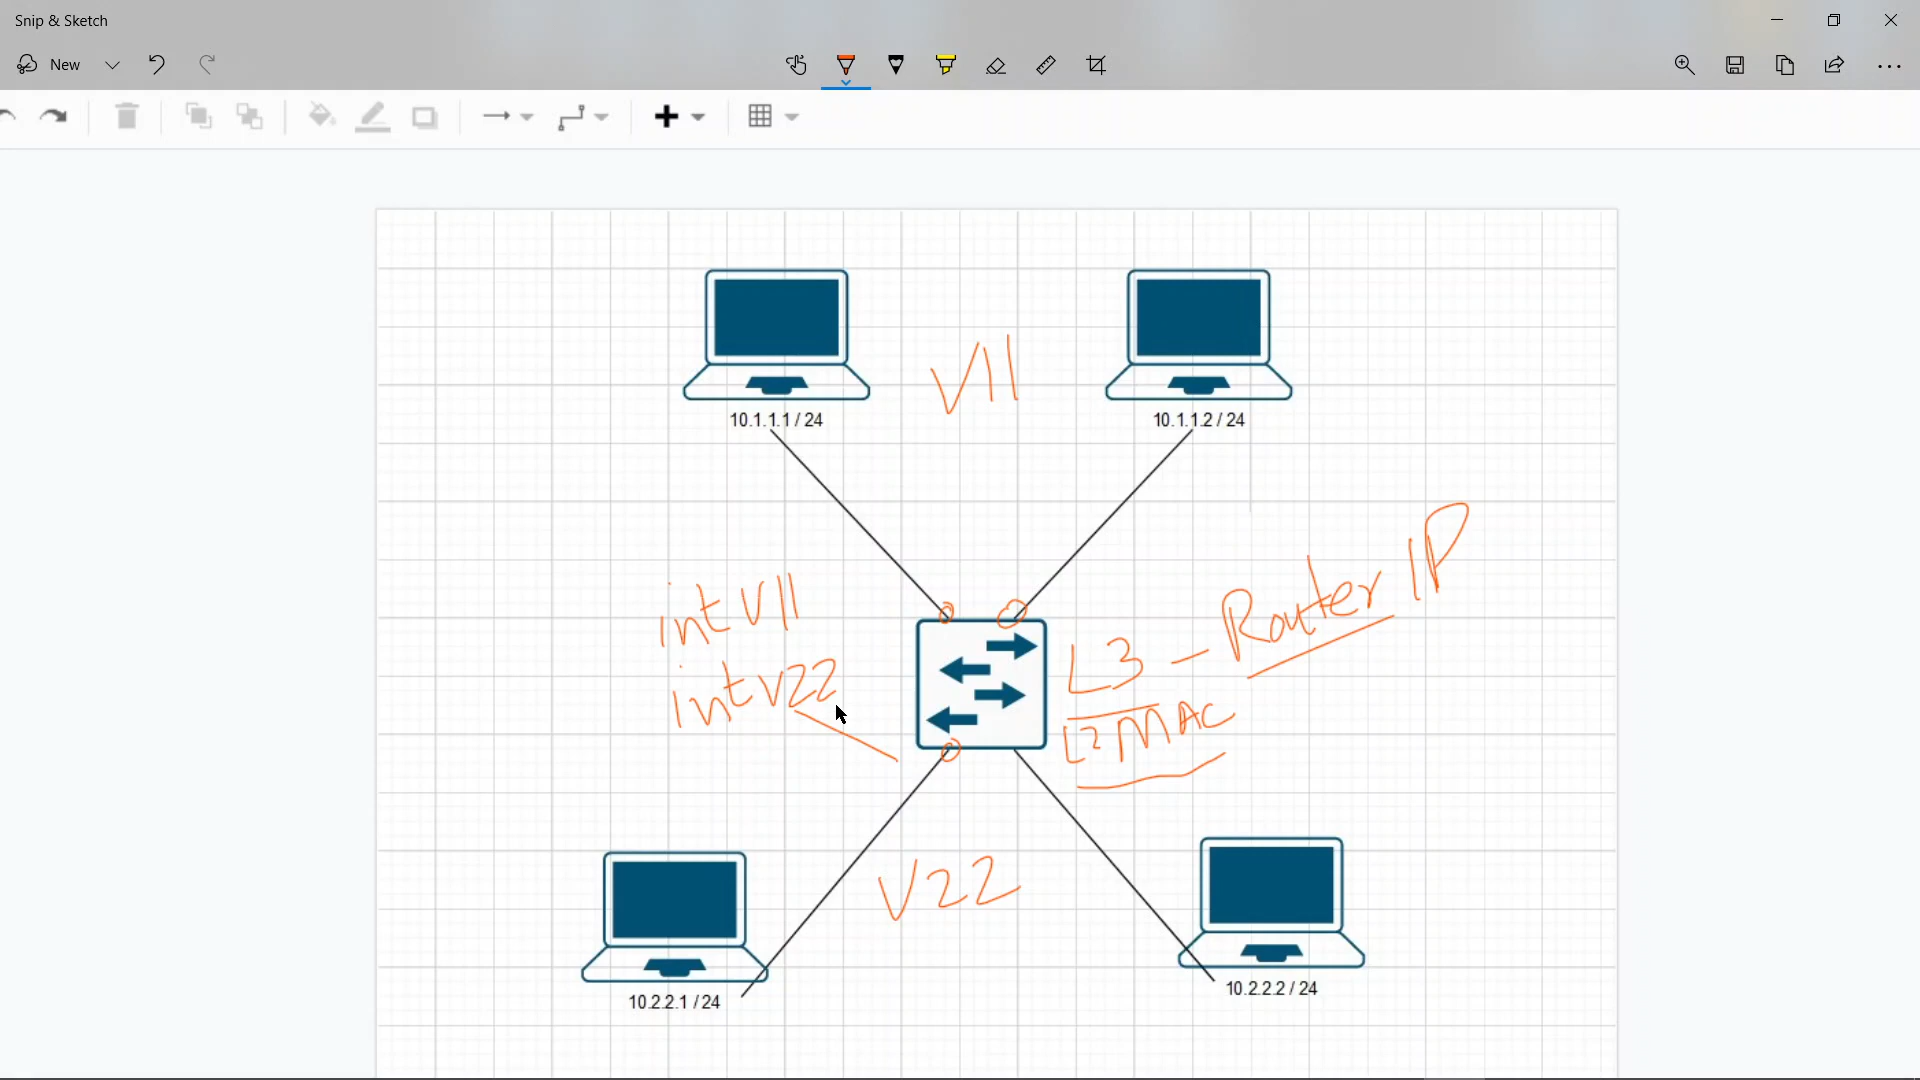 Snip & Sketch
New
V11
10.1.1.1 / 24
10.1.1.2 / 24
int V11
int V22
L3 - Router IP
L2 MAC
V22
10.2.2.1 / 24
10.2.2.2 / 24